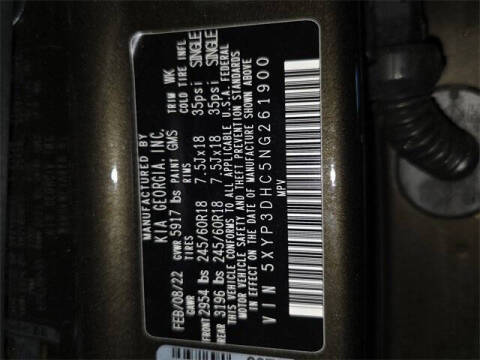 MANUFACTURED BY
KIA GEORGIA, INC.
FEB/08/22 GVWR 5917 lbs PAINT GMS TRIM WK
GAWR TIRES RIMS COLD TIRE INFL
FRONT 2954 lbs 245/60R18 7.5Jx18 35psi SINGLE
REAR 3196 lbs 245/60R18 7.5Jx18 35psi SINGLE
THIS VEHICLE CONFORMS TO ALL APPLICABLE U.S.A. FEDERAL
MOTOR VEHICLE SAFETY AND THEFT PREVENTION STANDARDS
IN EFFECT ON THE DATE OF MANUFACTURE SHOWN ABOVE.
VIN 5XYP3DHC5NG261900
MPV